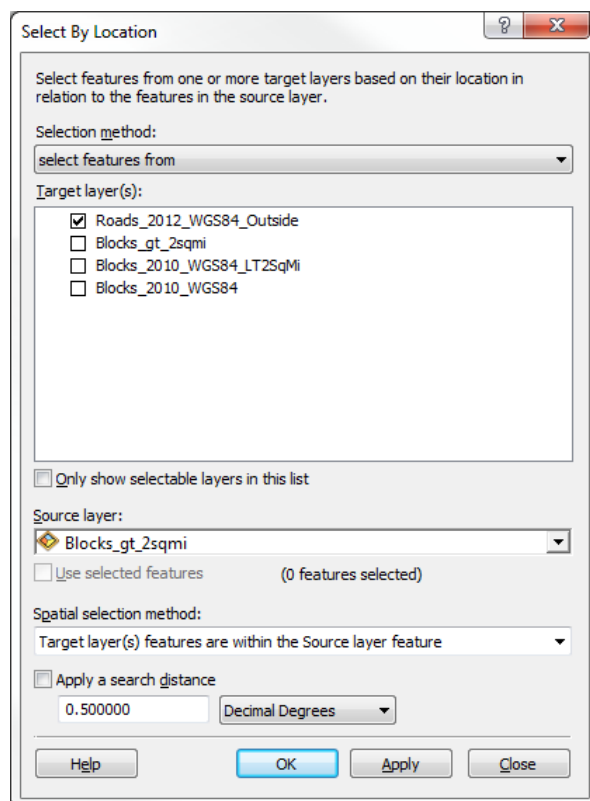 Select By Location
Select features from one or more target layers based on their location in
relation to the features in the source layer.
Selection method:
select features from
Target layer(s):
Roads_2012_WGS84_Outside
Blocks_gt_2sqmi
Blocks_2010_WGS84_LT2SqMi
Blocks_2010_WGS84
Only show selectable layers in this list
Source layer:
Blocks_gt_2sqmi
Use selected features (0 features selected)
Spatial selection method:
Target layer(s) features are within the Source layer feature
Apply a search distance
0.500000 Decimal Degrees
Help OK Apply Close